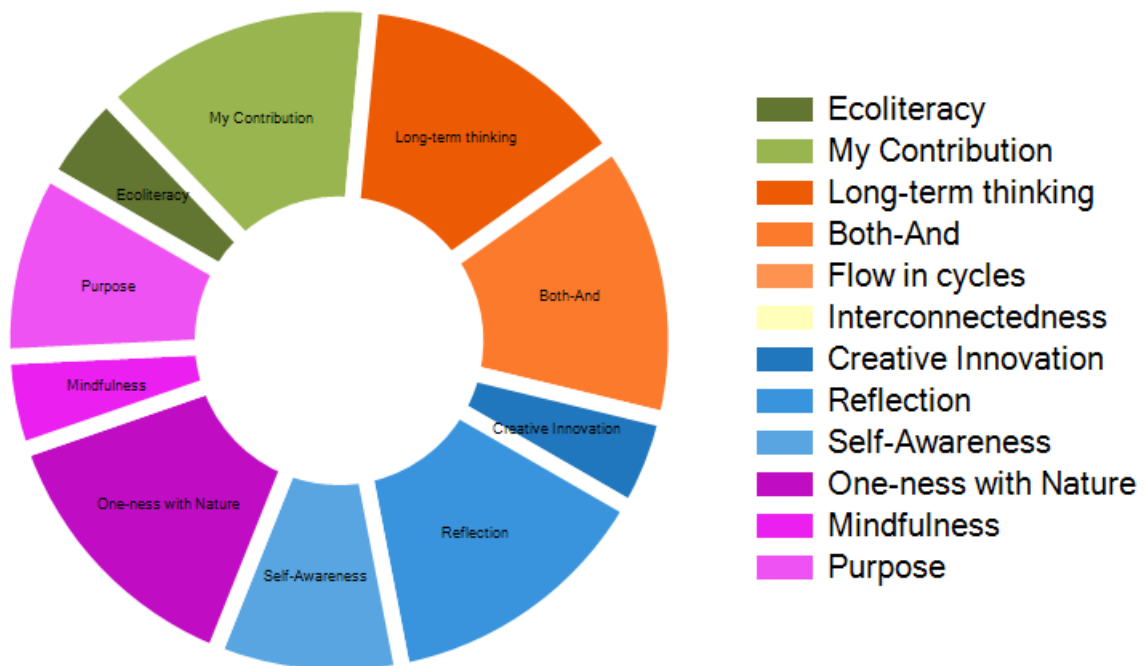 My Contribution
Long-term thinking
Ecoliteracy
Purpose
Both-And
Mindfulness
Creative Innovation
One-ness with Nature
Reflection
Self-Awareness
Ecoliteracy
My Contribution
Long-term thinking
Both-And
Flow in cycles
Interconnectedness
Creative Innovation
Reflection
Self-Awareness
One-ness with Nature
Mindfulness
Purpose